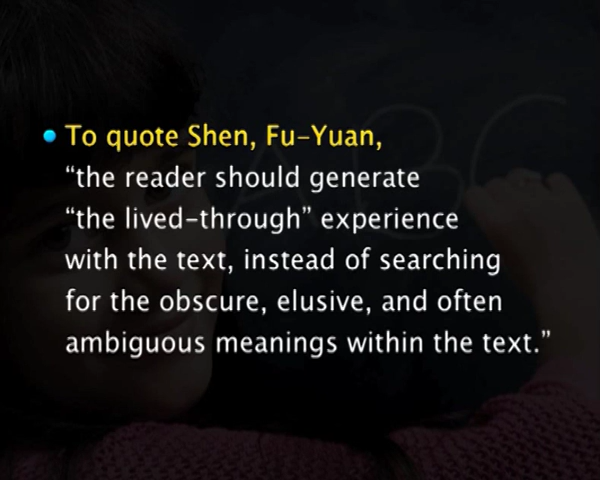 • To quote Shen, Fu-Yuan,
“the reader should generate
“the lived-through” experience
with the text, instead of searching
for the obscure, elusive, and often
ambiguous meanings within the text.”
ABC